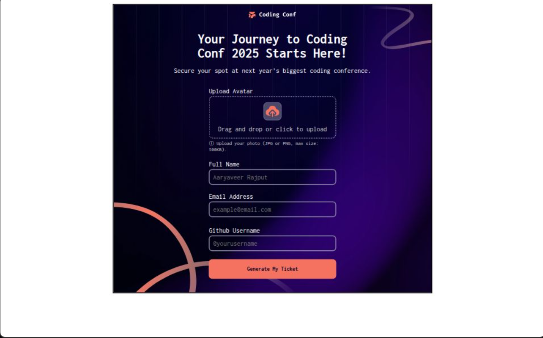 Coding Conf
Your Journey to Coding
Conf 2025 Starts Here!
Secure your spot at next year's biggest coding conference.
Upload Avatar
Drag and drop or click to upload
Upload your photo (JPG or PNG, max size:
Full Name
Aaryaveer Rajput
Email Address
example@email.com
Github Username
@yourusername
Generate My Ticket